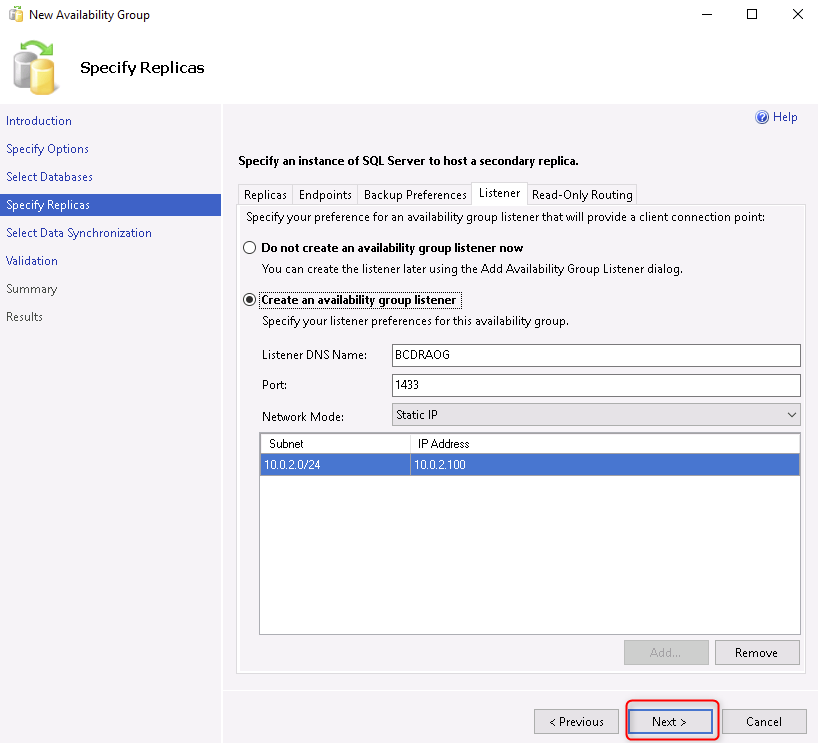 New Availability Group
Specify Replicas
Introduction
Specify Options
Select Databases
Specify Replicas
Select Data Synchronization
Validation
Summary
Results
Help
Specify an instance of SQL Server to host a secondary replica.
Replicas Endpoints Backup Preferences Listener Read-Only Routing
Specify your preference for an availability group listener that will provide a client connection point:
Do not create an availability group listener now
You can create the listener later using the Add Availability Group Listener dialog.
Create an availability group listener
Specify your listener preferences for this availability group.
Listener DNS Name: BCDRAOG
Port: 1433
Network Mode: Static IP
Subnet IP Address
10.0.2.0/24 10.0.2.100
Add... Remove
< Previous Next > Cancel